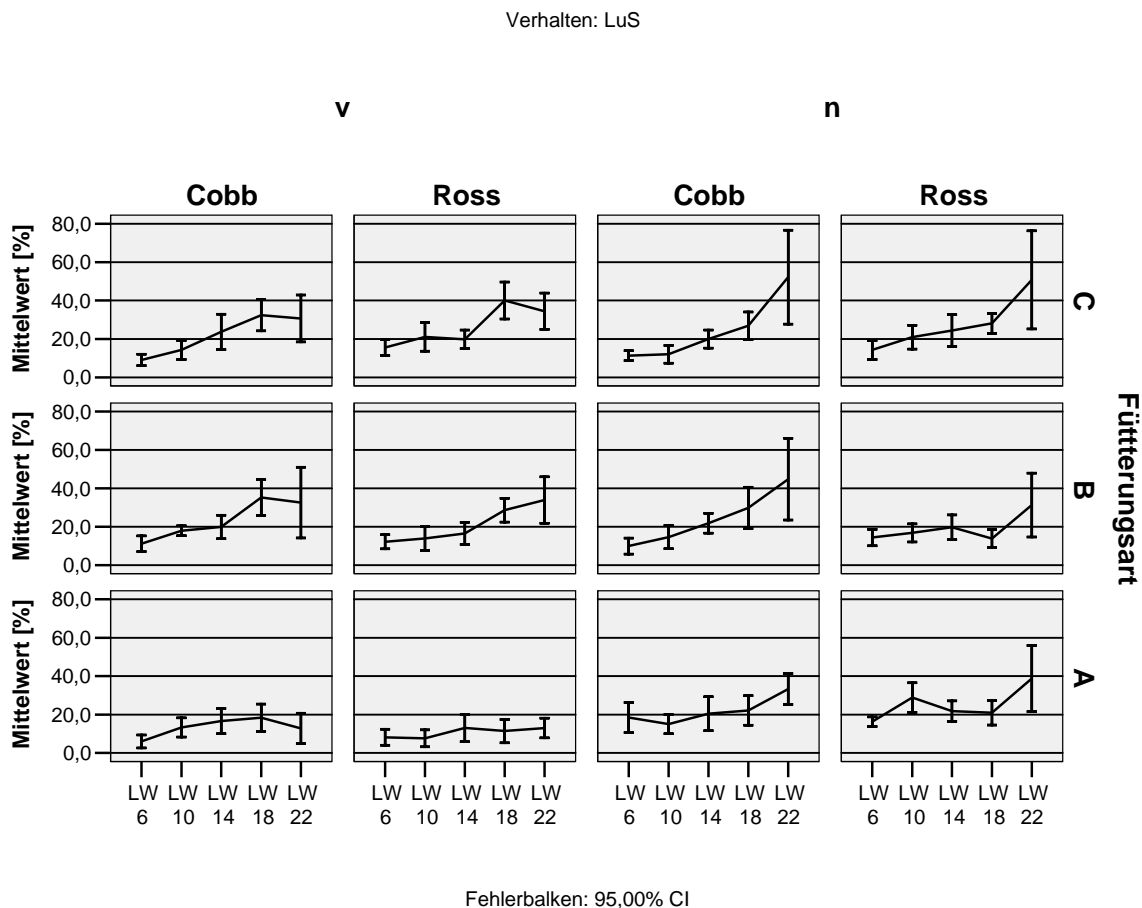 Verhalten: LuS
v n
Cobb Ross Cobb Ross
Mittelwert [%]
80,0
60,0
40,0
20,0
0,0
C
Mittelwert [%]
80,0
60,0
40,0
20,0
0,0
B
Mittelwert [%]
80,0
60,0
40,0
20,0
0,0
A
Füttterungsart
LW LW LW LW LW LW LW LW LW LW LW LW LW LW LW LW LW LW LW LW
6 10 14 18 22 6 10 14 18 22 6 10 14 18 22 6 10 14 18 22
Fehlerbalken: 95,00% CI